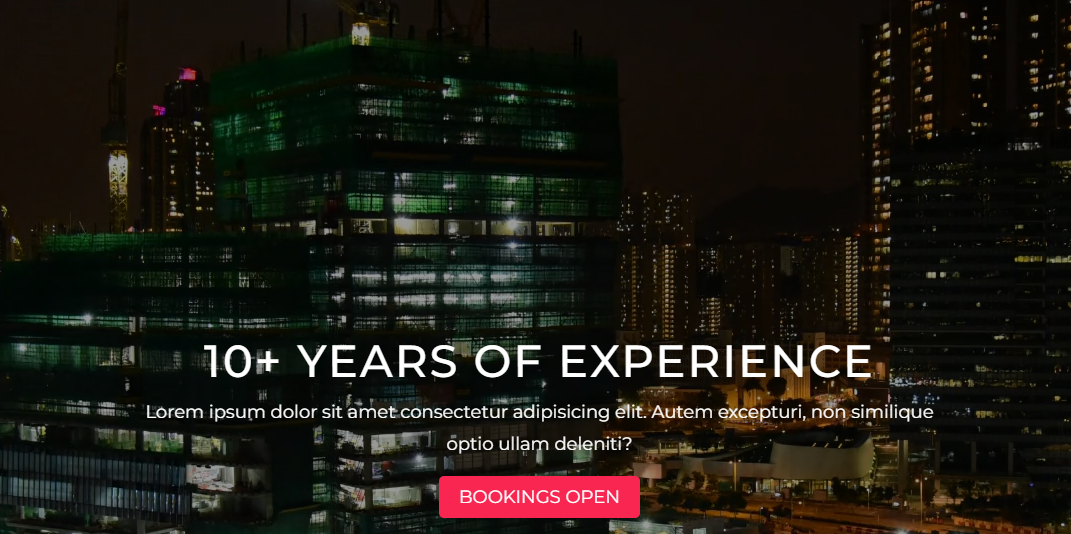 10+ YEARS OF EXPERIENCE
Lorem ipsum dolor sit amet consectetur adipisicing elit. Autem excepturi, non similique
optio ullam deleniti?
BOOKINGS OPEN